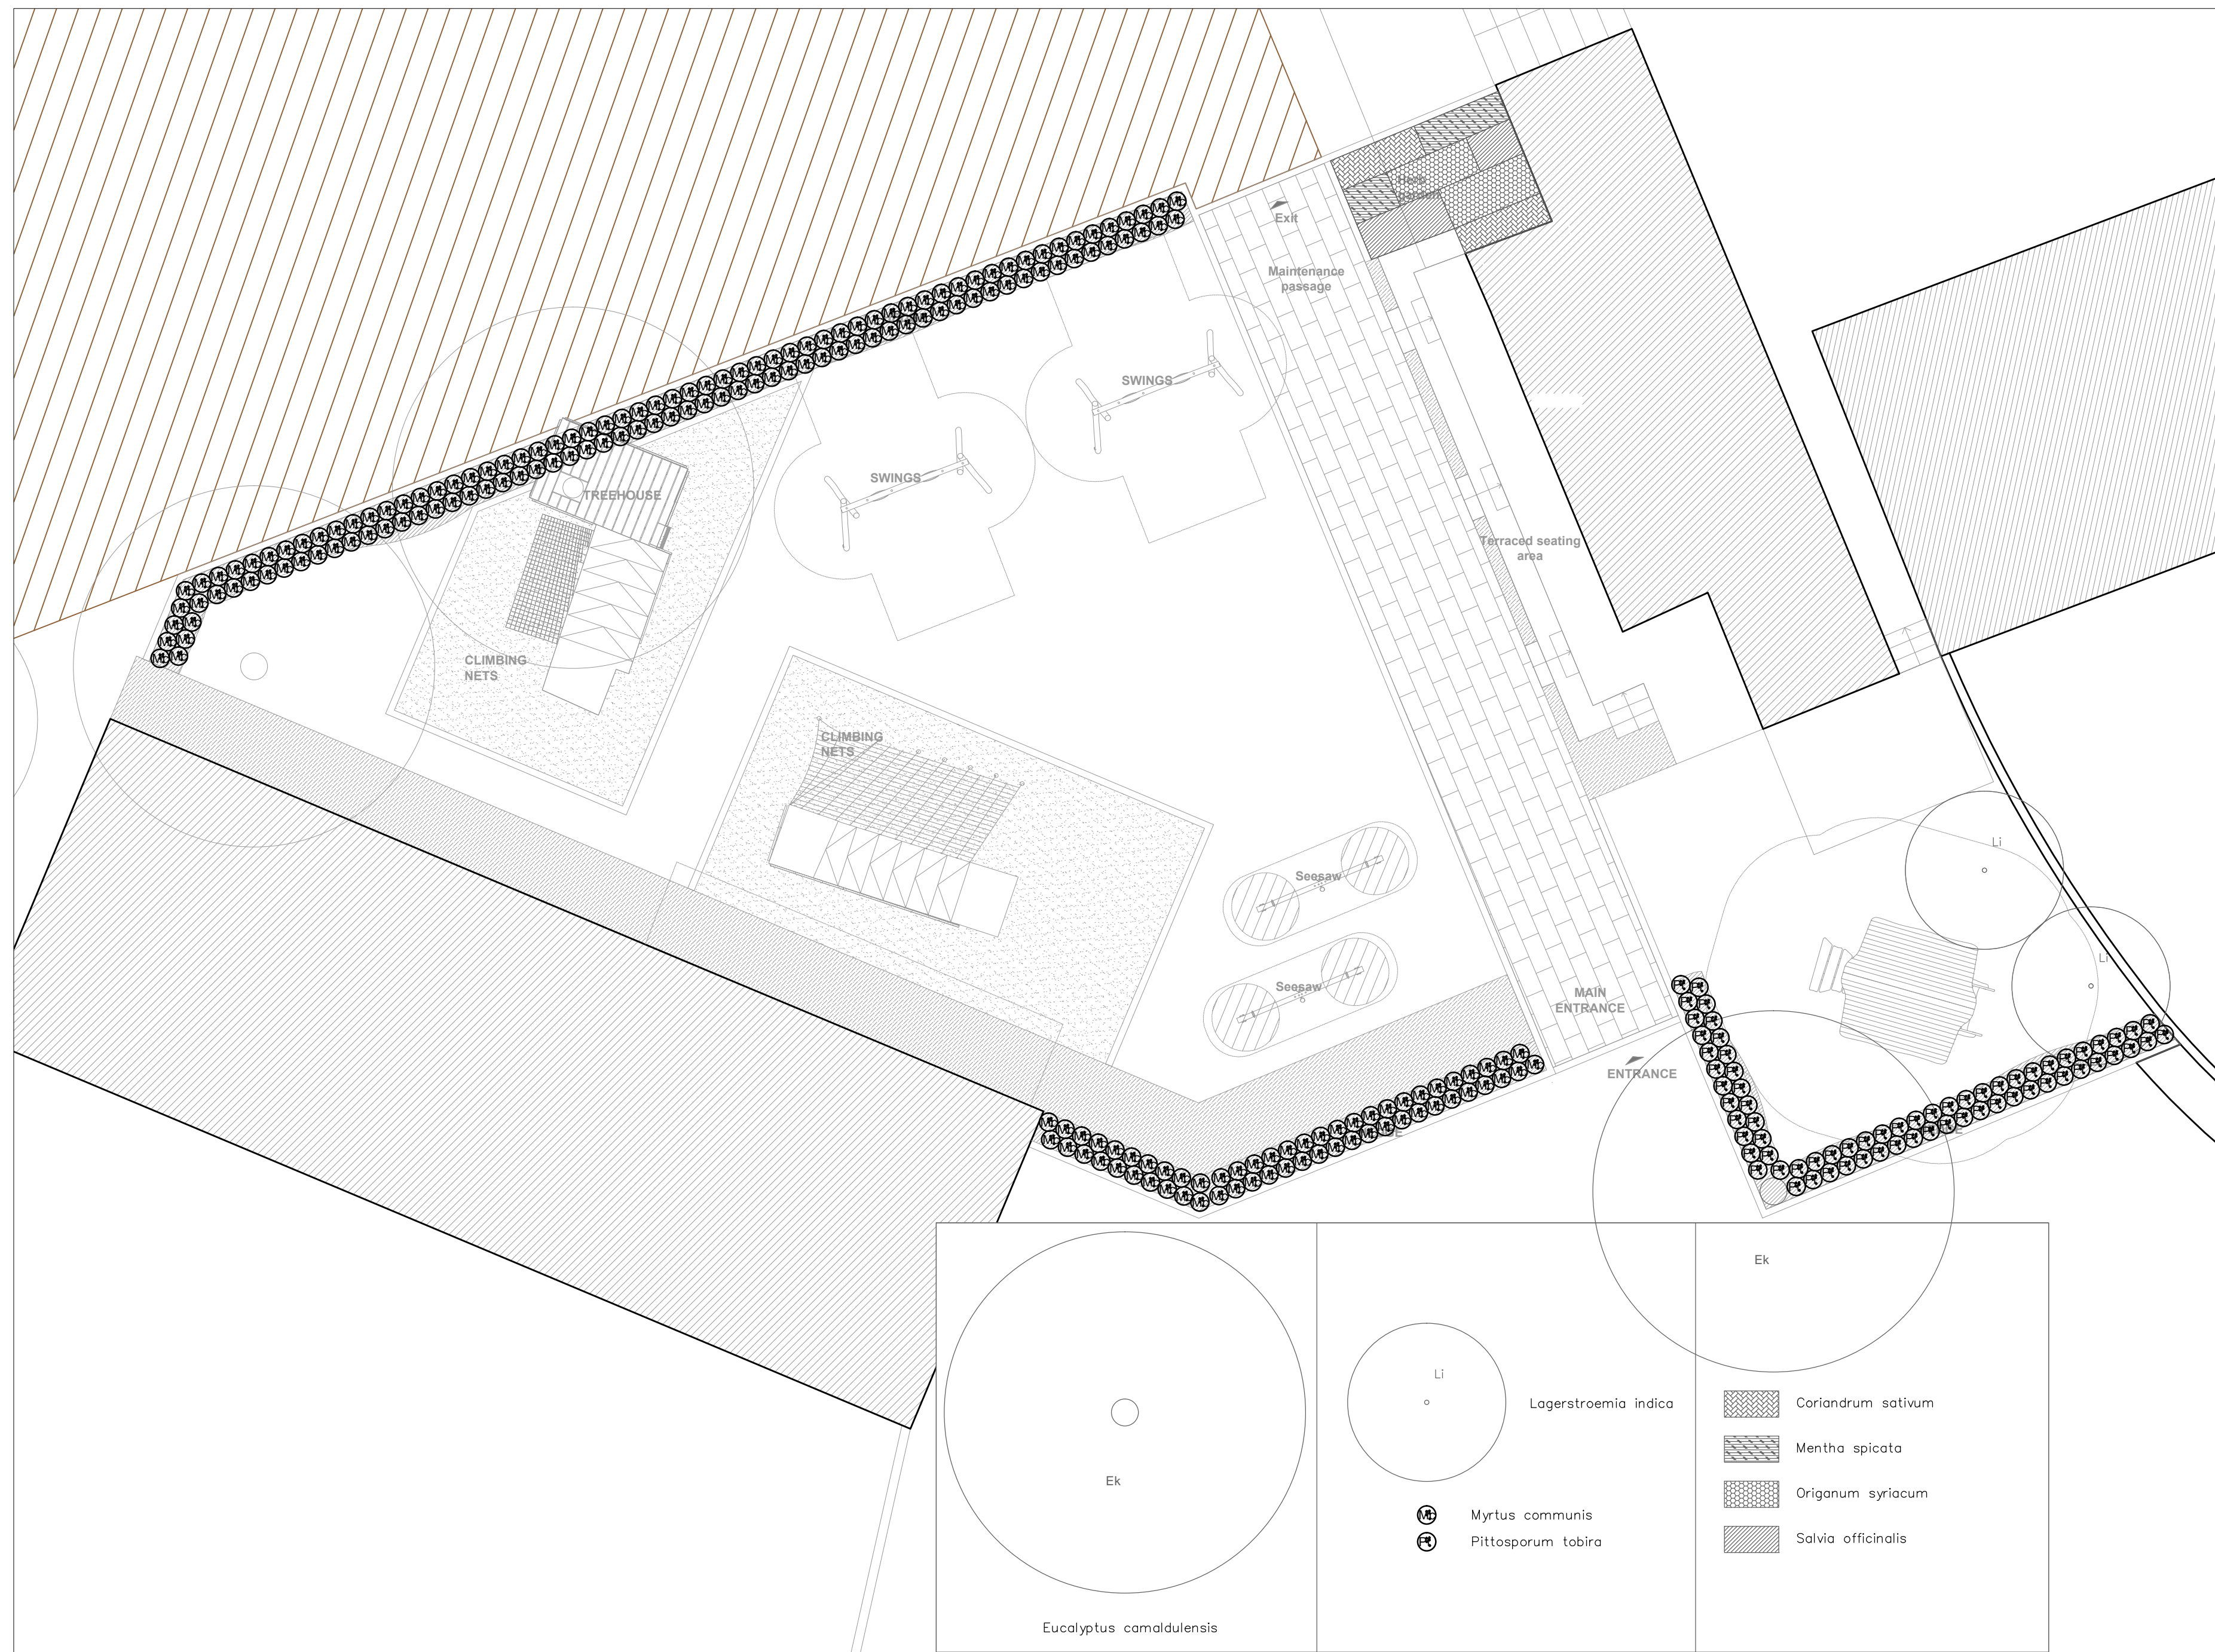 Exit
Herb
Maintenance
passage
SWINGS
SWINGS
TREEHOUSE
Terraced seating
area
CLIMBING
NETS
CLIMBING
NETS
Li
Seesaw
Li
Seesaw
MAIN
ENTRANCE
ENTRANCE
Ek
Li
Lagerstroemia indica
Coriandrum sativum
Mentha spicata
Ek
Origanum syriacum
Myrtus communis
Pittosporum tobira
Salvia officinalis
Eucalyptus camaldulensis